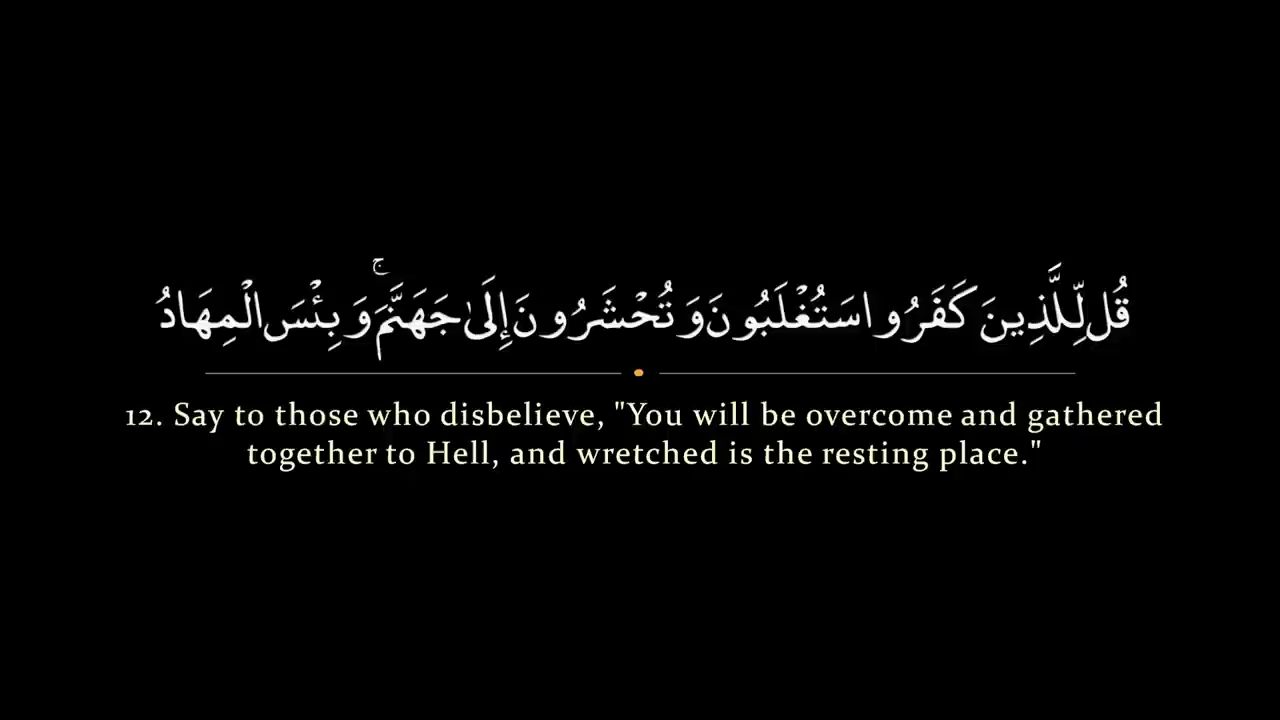 قُل لِّلَّذِينَ كَفَرُوا سَتُغْلَبُونَ وَتُحْشَرُونَ إِلَىٰ جَهَنَّمَ ۚ وَبِئْسَ الْمِهَادُ
12. Say to those who disbelieve, "You will be overcome and gathered
together to Hell, and wretched is the resting place."